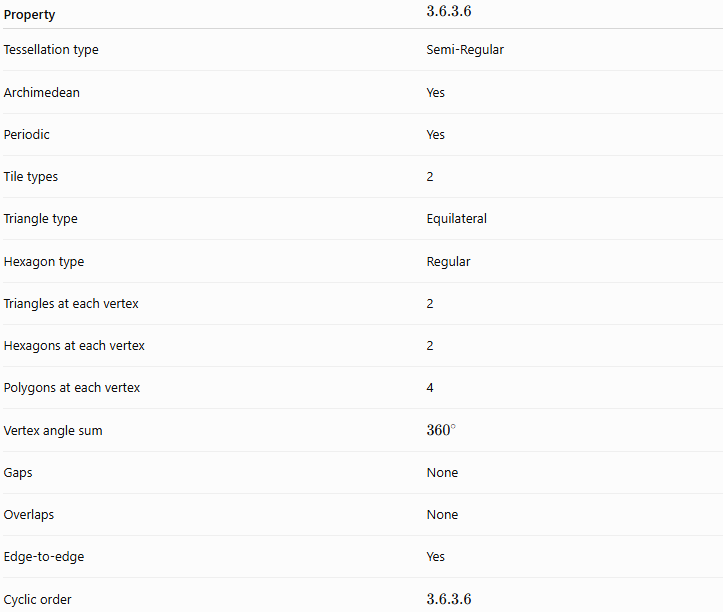 Property 3.6.3.6
Tessellation type Semi-Regular
Archimedean Yes
Periodic Yes
Tile types 2
Triangle type Equilateral
Hexagon type Regular
Triangles at each vertex 2
Hexagons at each vertex 2
Polygons at each vertex 4
Vertex angle sum 360°
Gaps None
Overlaps None
Edge-to-edge Yes
Cyclic order 3.6.3.6